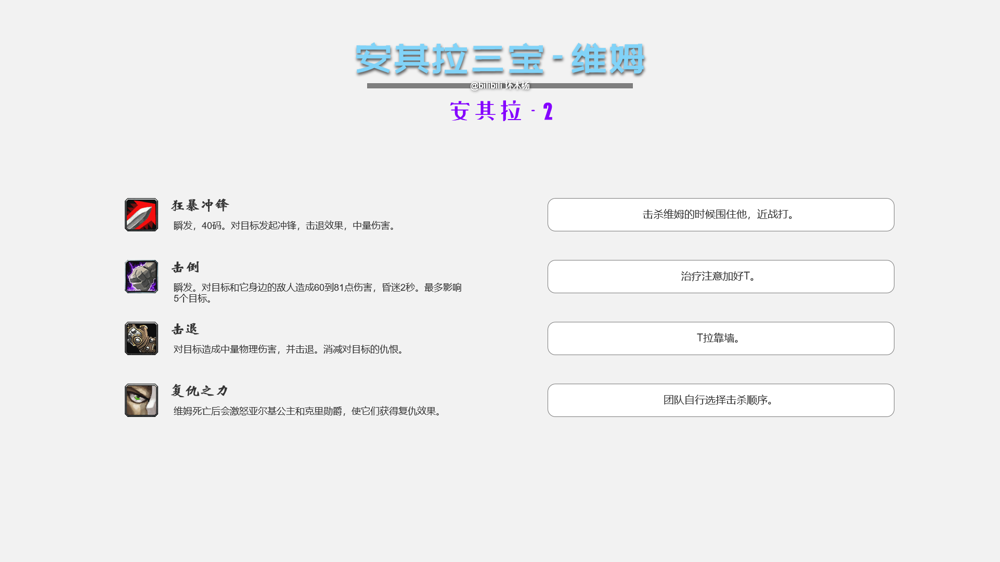 安其拉三宝-维姆
@bilibili 坏木杨
安其拉 - 2
狂暴冲锋
瞬发，40码。对目标发起冲锋，击退效果，中量伤害。
击杀维姆的时候围住他，近战打。
击倒
瞬发。对目标和它身边的敌人造成60到81点伤害，昏迷2秒。最多影响
5个目标。
治疗注意加好T。
击退
对目标造成中量物理伤害，并击退。消减对目标的仇恨。
T拉靠墙。
复仇之力
维姆死亡后会激怒亚尔基公主和克里勋爵，使它们获得复仇效果。
团队自行选择击杀顺序。